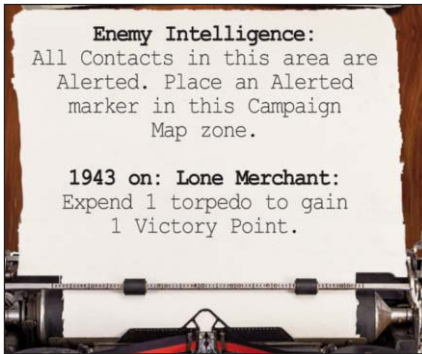 Enemy Intelligence:
All Contacts in this area are
Alerted. Place an Alerted
marker in this Campaign
Map zone.
1943 on: Lone Merchant:
Expend 1 torpedo to gain
1 Victory Point.